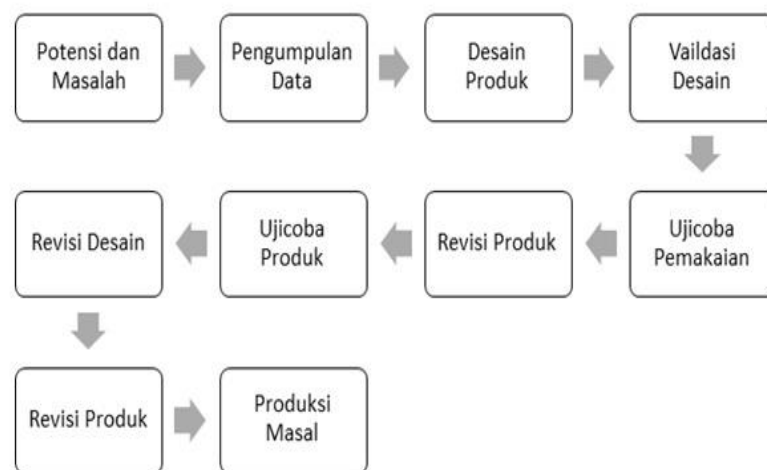 Potensi dan
Masalah
Pengumpulan
Data
Desain
Produk
Vaildasi
Desain
Ujicoba
Pemakaian
Revisi Produk
Ujicoba
Produk
Revisi Desain
Revisi Produk
Produksi
Masal